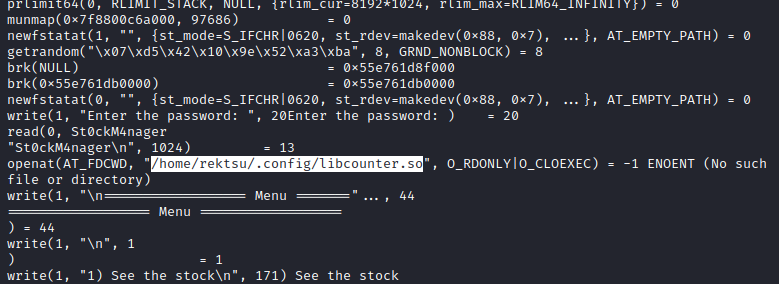 prlimit64(0, RLIMIT_STACK, NULL, {rlim_cur=8192*1024, rlim_max=RLIM64_INFINITY}) = 0
munmap(0×7f8800c6a000, 97686)           = 0
newfstatat(1, "", {st_mode=S_IFCHR|0620, st_rdev=makedev(0×88, 0×7), ...}, AT_EMPTY_PATH) = 0
getrandom("\x07\xd5\x42\x10\x9e\x52\xa3\xba", 8, GRND_NONBLOCK) = 8
brk(NULL)                               = 0×55e761d8f000
brk(0×55e761db0000)                     = 0×55e761db0000
newfstatat(0, "", {st_mode=S_IFCHR|0620, st_rdev=makedev(0×88, 0×7), ...}, AT_EMPTY_PATH) = 0
write(1, "Enter the password: ", 20Enter the password: )    = 20
read(0, St0ckM4nager
"St0ckM4nager\n", 1024)         = 13
openat(AT_FDCWD, "/home/rektsu/.config/libcounter.so", O_RDONLY|O_CLOEXEC) = -1 ENOENT (No such
file or directory)
write(1, "\n================== Menu ======="..., 44
================== Menu ==================
) = 44
write(1, "\n", 1
)                       = 1
write(1, "1) See the stock\n", 171) See the stock